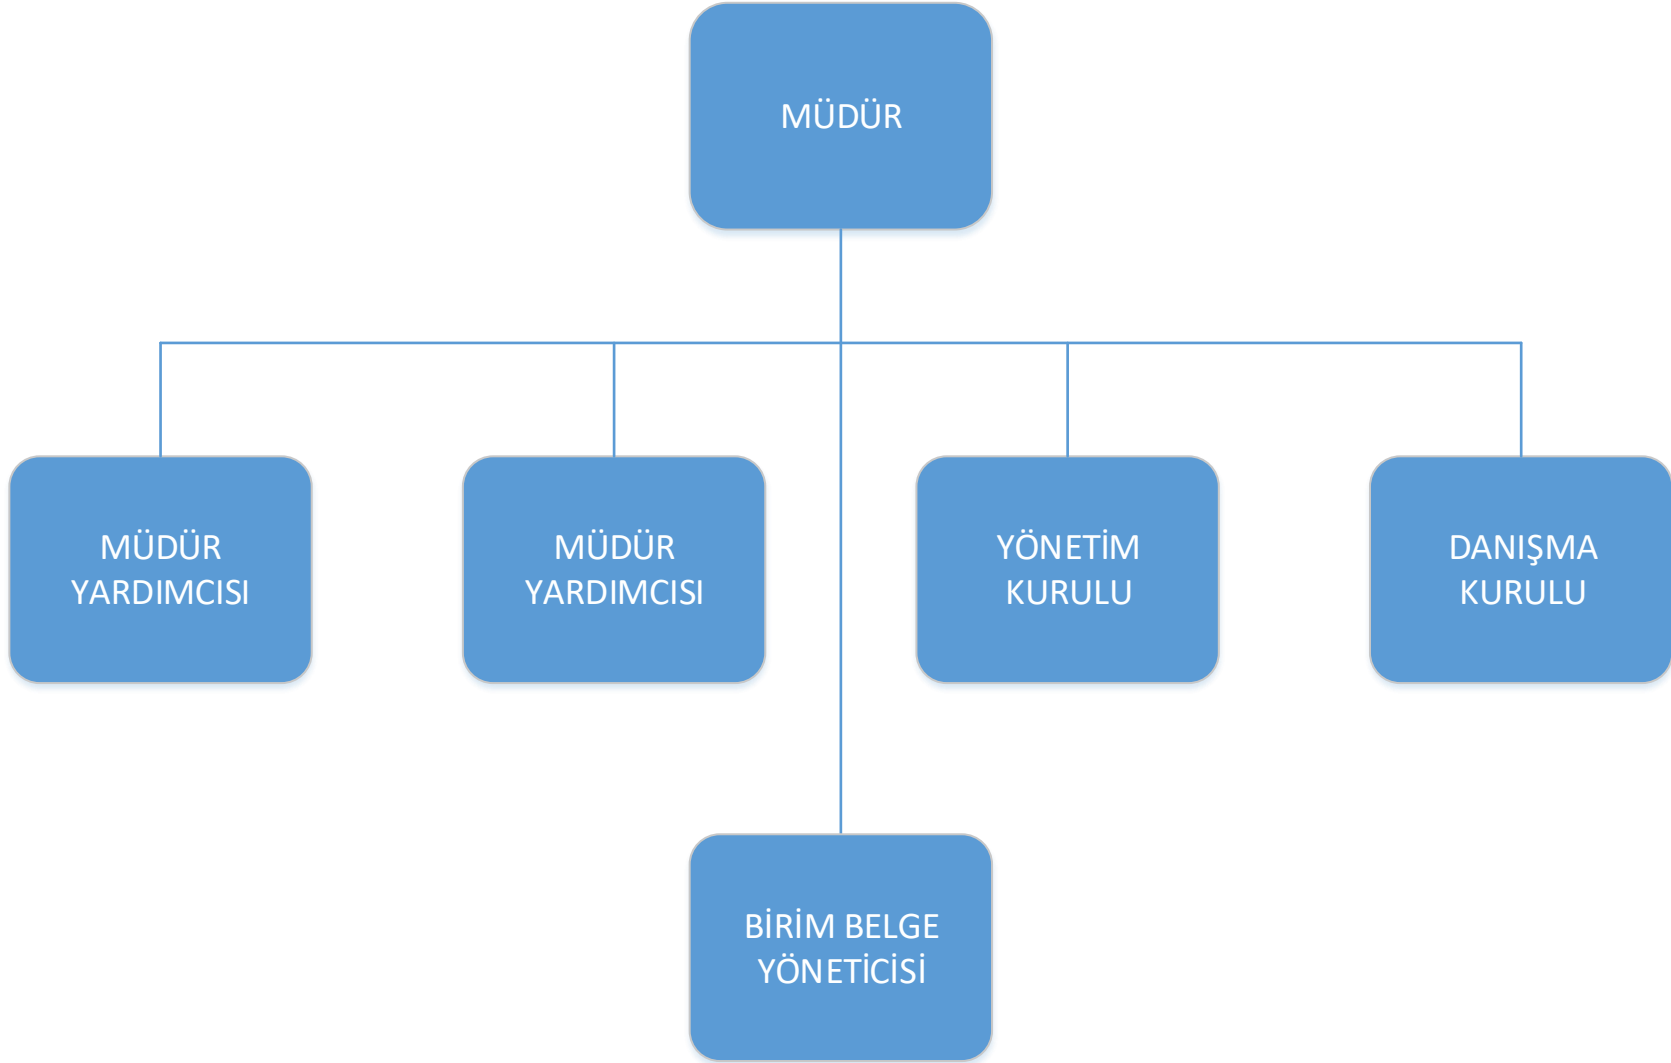 MÜDÜR
MÜDÜR
YARDIMCISI
MÜDÜR
YARDIMCISI
YÖNETİM
KURULU
DANIŞMA
KURULU
BİRİM BELGE
YÖNETİCİSİ